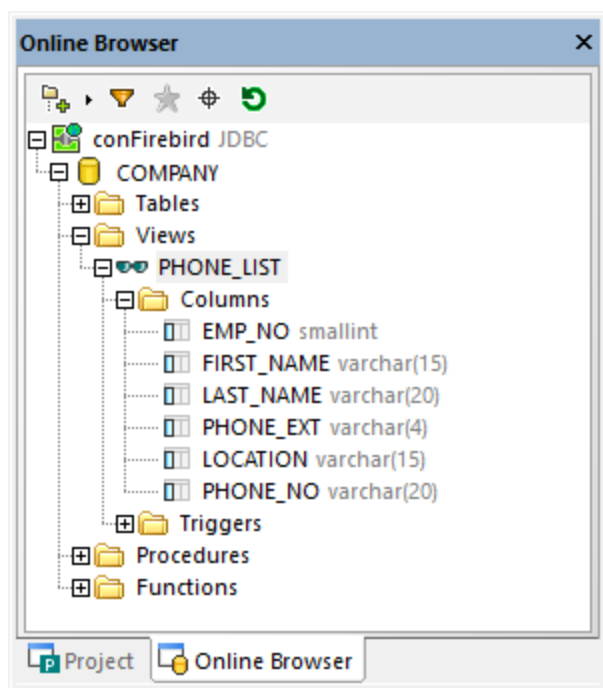 Online Browser
conFirebird JDBC
COMPANY
Tables
Views
PHONE_LIST
Columns
EMP_NO smallint
FIRST_NAME varchar(15)
LAST_NAME varchar(20)
PHONE_EXT varchar(4)
LOCATION varchar(15)
PHONE_NO varchar(20)
Triggers
Procedures
Functions
Project Online Browser